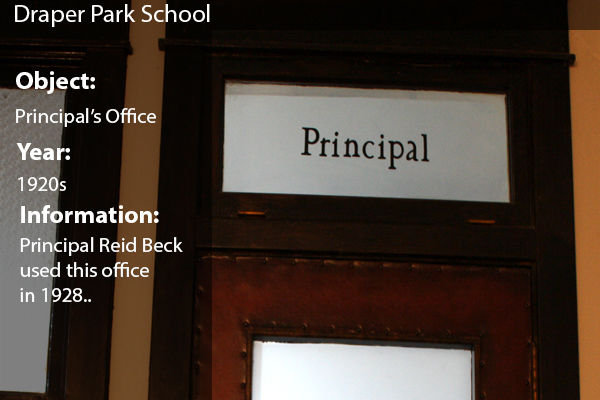 Draper Park School
Object:
Principal's Office
Year:
1920s
Information:
Principal Reid Beck
used this office
in 1928..
Principal